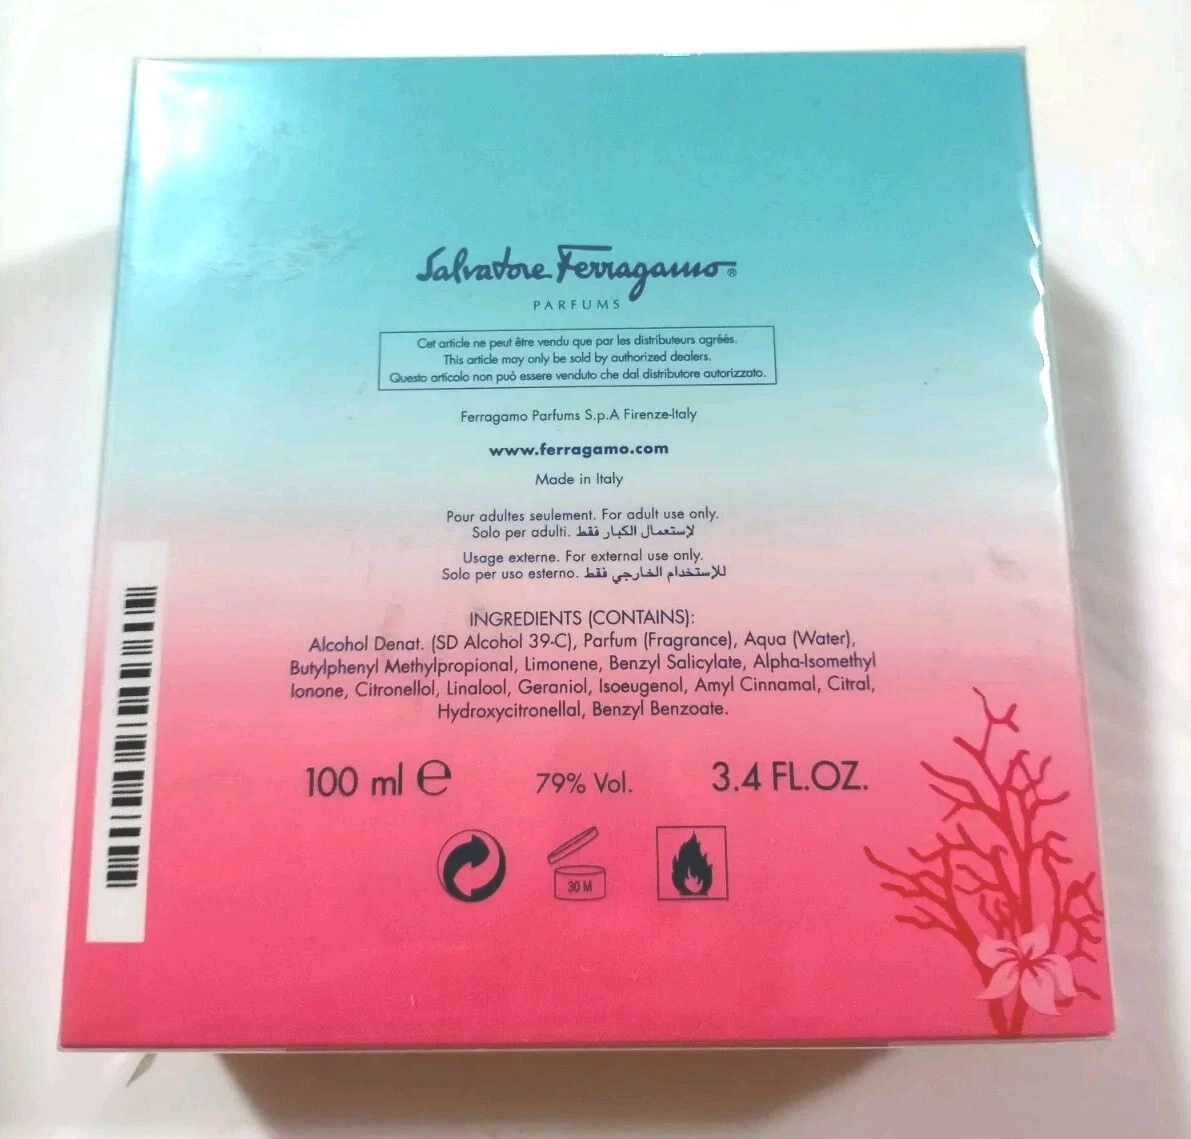 Salvatore Ferragamo®
PARFUMS
Cet article ne peut être vendu que par les distributeurs agréés.
This article may only be sold by authorized dealers.
Questo articolo non può essere venduto che dal distributore autorizzato.
Ferragamo Parfums S.p.A Firenze-Italy
www.ferragamo.com
Made in Italy
Pour adultes seulement. For adult use only.
Solo per adulti. لإستعمال الكبار فقط
Usage externe. For external use only.
Solo per uso esterno. للإستخدام الخارجي فقط
INGREDIENTS (CONTAINS):
Alcohol Denat. (SD Alcohol 39-C), Parfum (Fragrance), Aqua (Water),
Butylphenyl Methylpropional, Limonene, Benzyl Salicylate, Alpha-Isomethyl
Ionone, Citronellol, Linalool, Geraniol, Isoeugenol, Amyl Cinnamal, Citral,
Hydroxycitronellal, Benzyl Benzoate.
100 ml ℮ 79% Vol. 3.4 FL.OZ.
30 M